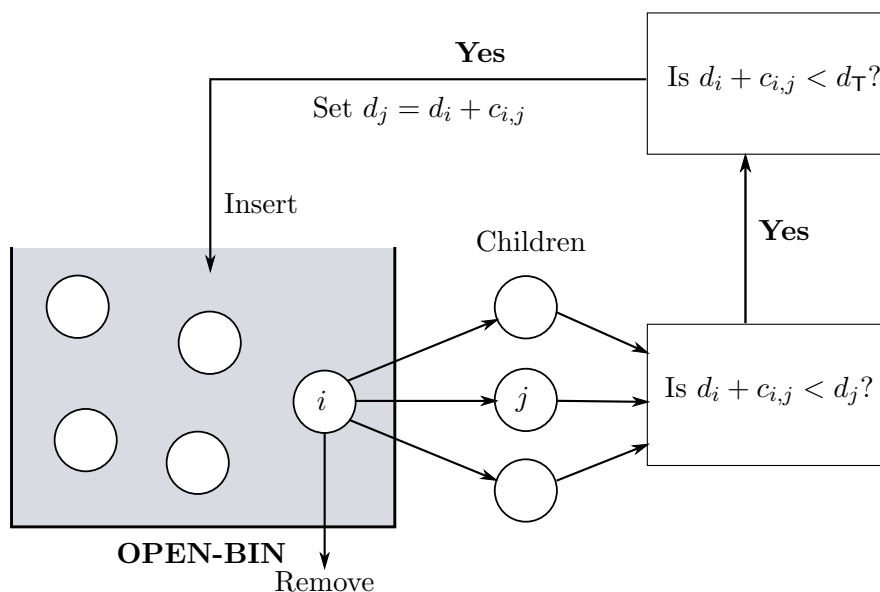 Yes
Is d_i + c_{i,j} < d_T?
Set d_j = d_i + c_{i,j}
Insert
Yes
Children
i
j
Is d_i + c_{i,j} < d_j?
OPEN-BIN
Remove